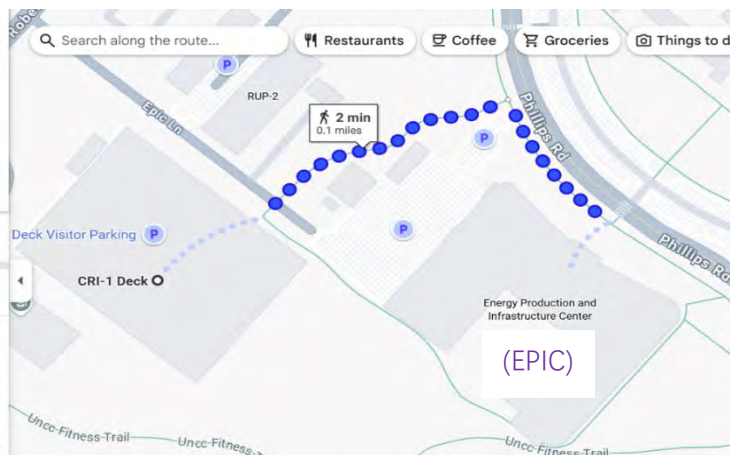 Search along the route...
Restaurants
Coffee
Groceries
Things to d
P
RUP-2
Epic Ln
2 min
0.1 miles
P
Phillips Rd
Deck Visitor Parking P
P
Phillips Rd
CRI-1 Deck
Energy Production and
Infrastructure Center
(EPIC)
Uncc-Fitness-Trail
Uncc-Fitness
Uncc-Fitness-Trail